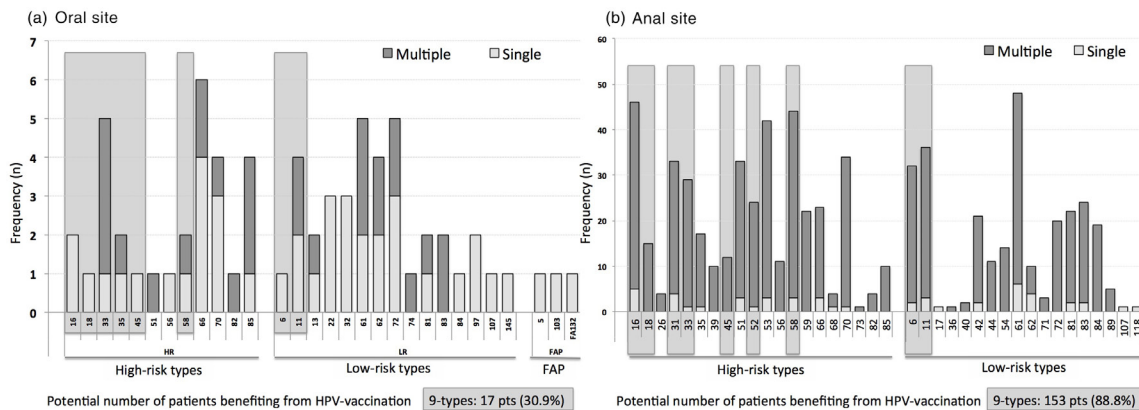 (a) Oral site
7
6
5
4
3
2
1
0
Frequency (n)
Multiple Single
16 18 33 35 45 51 56 58 66 70 82 85 6 11 13 22 32 61 62 72 74 81 83 84 97 107 145 5 103 FA132
HR LR FAP
High-risk types Low-risk types FAP
Potential number of patients benefiting from HPV-vaccination 9-types: 17 pts (30.9%)
(b) Anal site
60
50
40
30
20
10
0
Frequency (n)
Multiple Single
16 18 26 31 33 35 39 45 51 52 53 56 58 59 66 68 70 73 82 85 6 11 17 36 40 42 44 54 61 62 71 72 81 83 84 89 107 118
High-risk types Low-risk types
Potential number of patients benefiting from HPV-vaccination 9-types: 153 pts (88.8%)